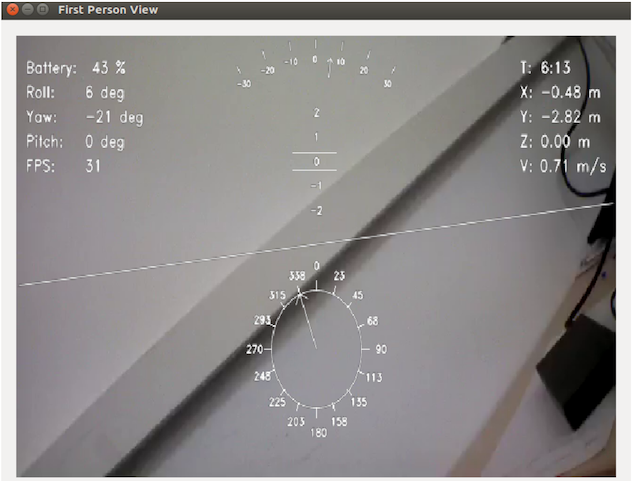 First Person View
Battery: 43 %
Roll: 6 deg
Yaw: -21 deg
Pitch: 0 deg
FPS: 31
-30 -20 -10 0 10 20 30
2
1
0
-1
-2
T: 6:13
X: -0.48 m
Y: -2.82 m
Z: 0.00 m
V: 0.71 m/s
0
338 23
315 45
293 68
270 90
248 113
225 135
203 158
180